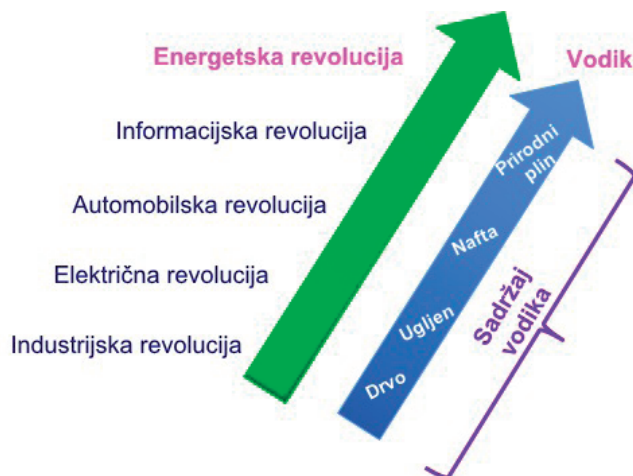 Energetska revolucija
Vodik
Informacijska revolucija
Prirodni
plin
Automobilska revolucija
Nafta
Električna revolucija
Ugljen
Sadržaj
vodika
Industrijska revolucija
Drvo